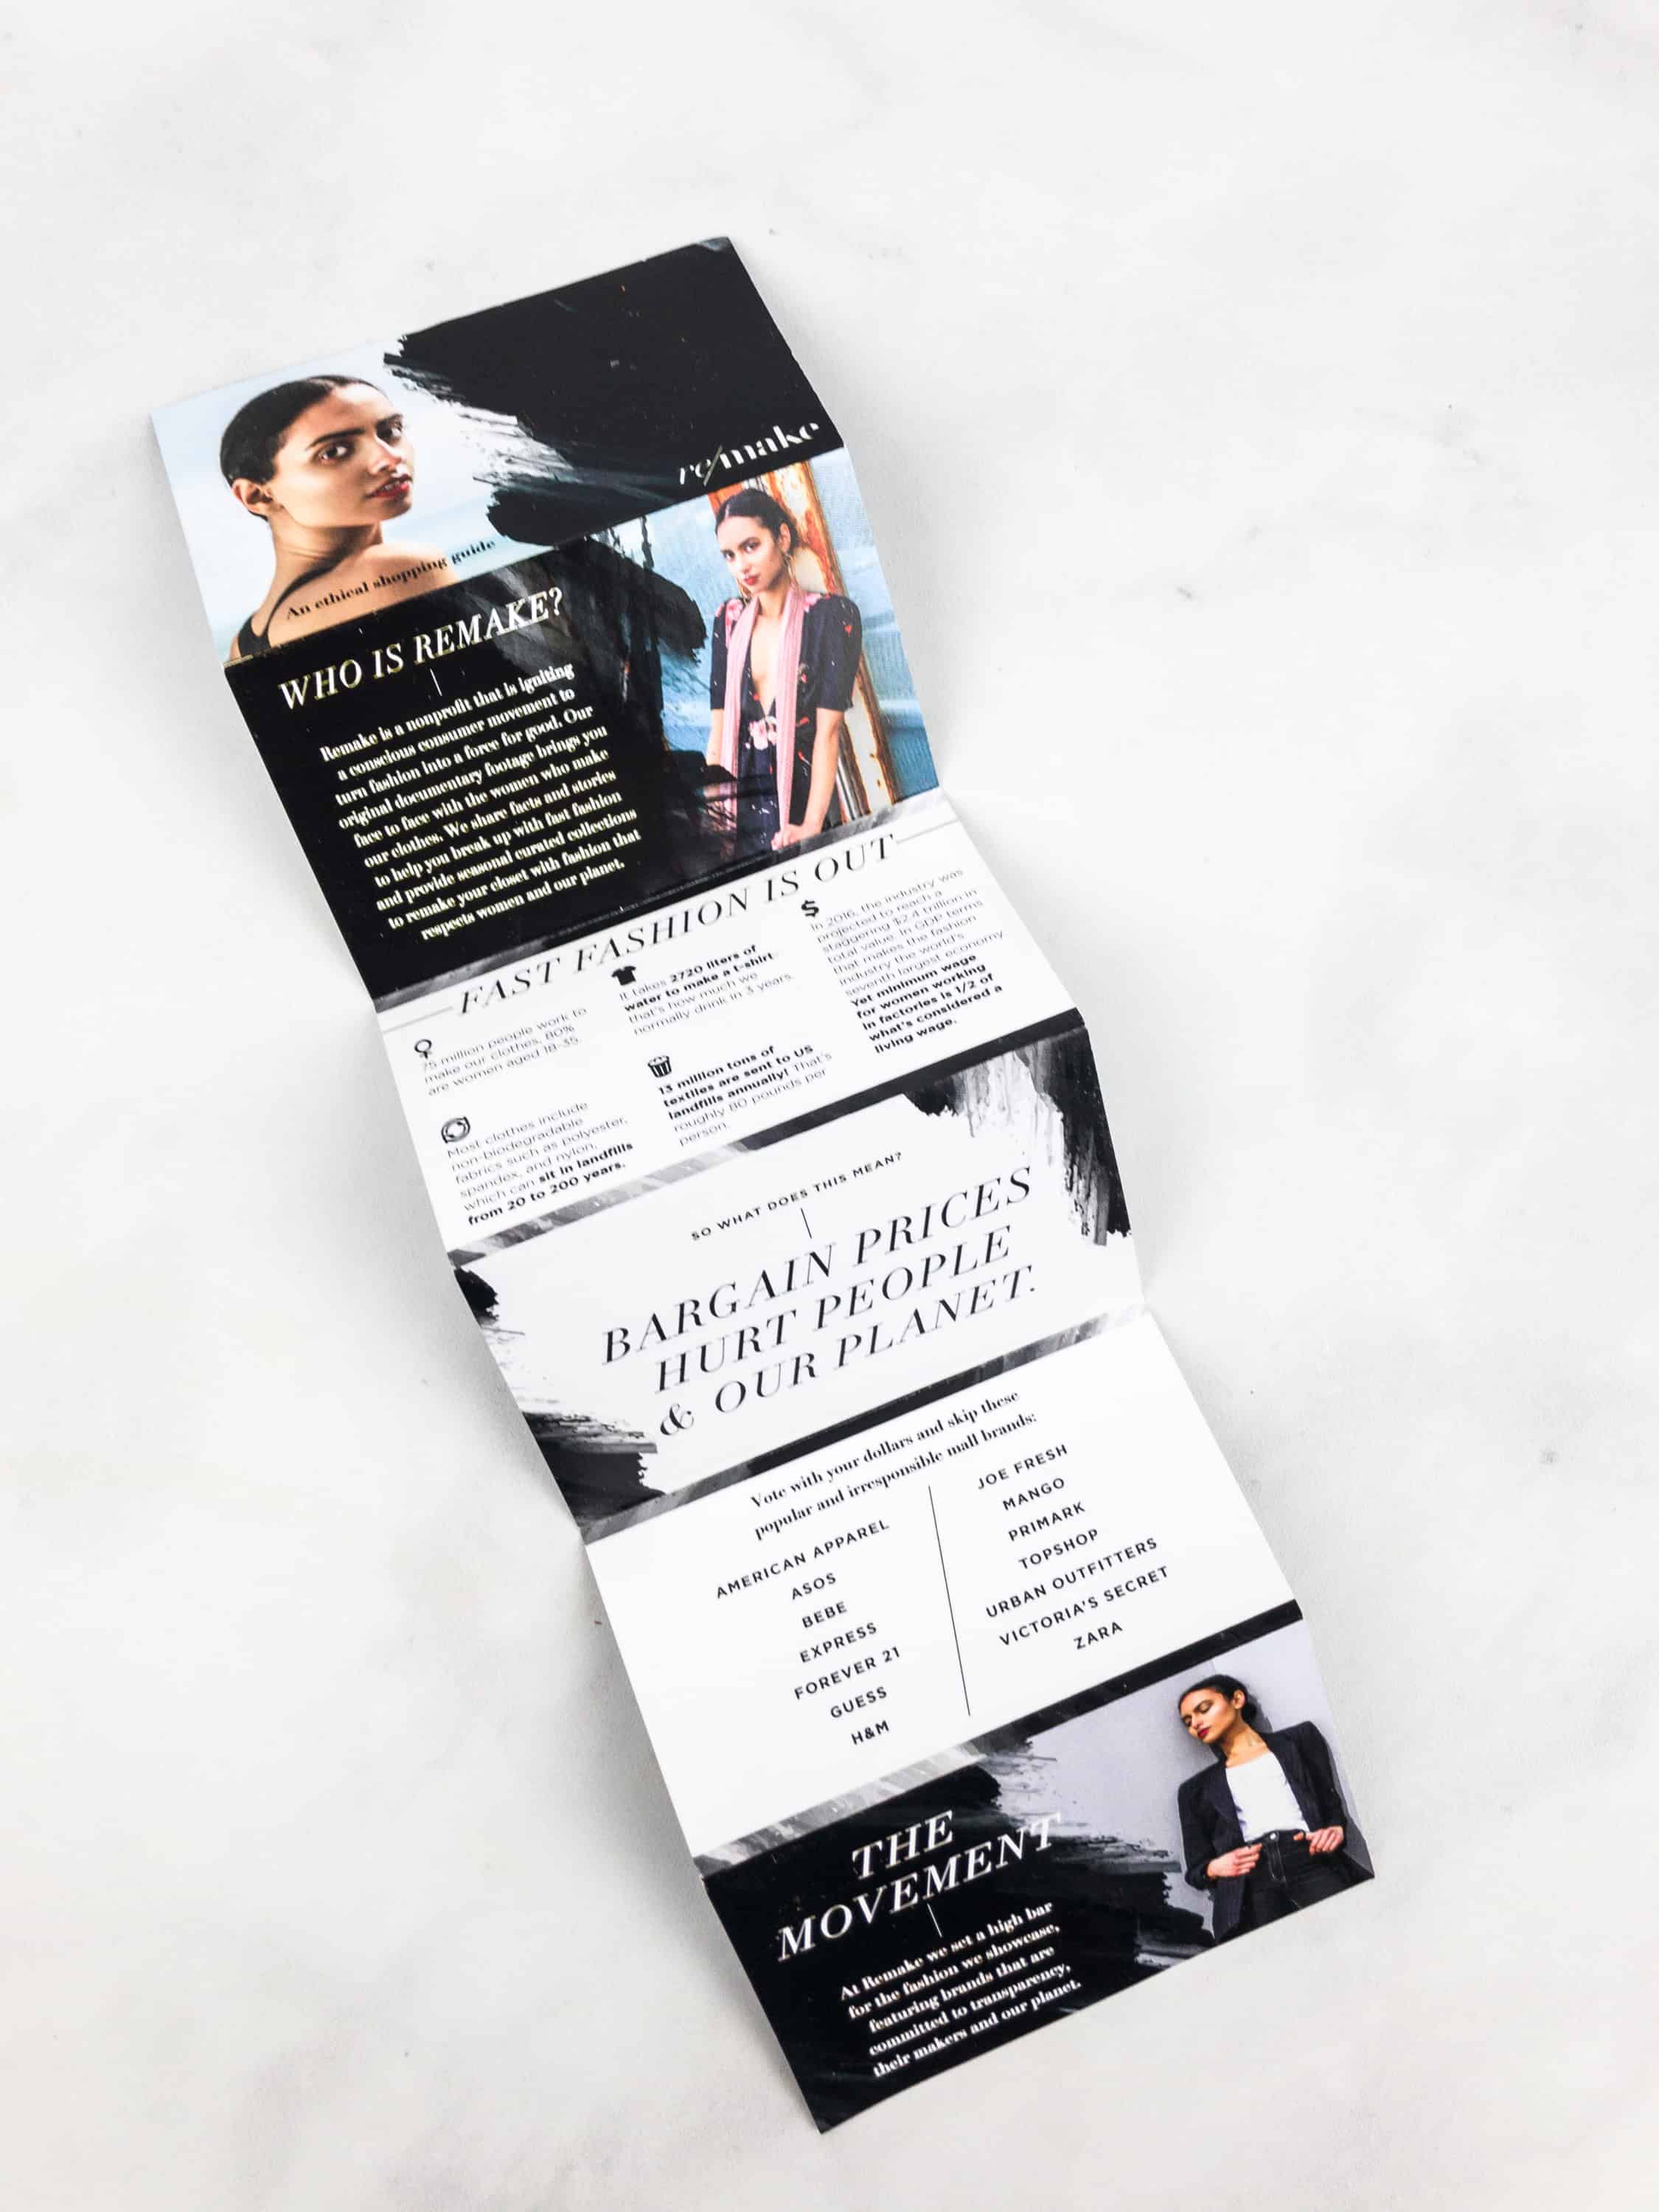 re/make
An ethical shopping guide
WHO IS REMAKE?
Remake is a nonprofit that is igniting
a conscious consumer movement to
turn fashion into a force for good. Our
original documentary footage brings you
face to face with the women who make
our clothes. We share facts and stories
to help you break up with fast fashion
and provide seasonal curated collections
to remake your closet with fashion that
respects women and our planet.
FAST FASHION IS OUT
75 million people work to
make our clothes, 80%
are women aged 18-35.
Most clothes include
non-biodegradable
fabrics such as polyester,
spandex, and nylon,
which can sit in landfills
from 20 to 200 years.
It takes 2720 liters of
water to make a t-shirt
that's how much we
normally drink in 3 years.
13 million tons of
textiles are sent to US
landfills annually! That's
roughly 80 pounds per
person.
$
In 2016, the industry was
projected to reach a
staggering $2.4 trillion in
total value. In GDP terms
that makes the fashion
industry the world's
seventh largest economy
Yet minimum wage
for women working
in factories is 1/2 of
what's considered a
living wage.
SO WHAT DOES THIS MEAN?
BARGAIN PRICES
HURT PEOPLE
& OUR PLANET.
Vote with your dollars and skip these
popular and irresponsible mall brands:
AMERICAN APPAREL
ASOS
BEBE
EXPRESS
FOREVER 21
GUESS
H&M
JOE FRESH
MANGO
PRIMARK
TOPSHOP
URBAN OUTFITTERS
VICTORIA'S SECRET
ZARA
THE
MOVEMENT
At Remake we set a high bar
for the fashion we showcase,
featuring brands that are
committed to transparency,
their makers and our planet.